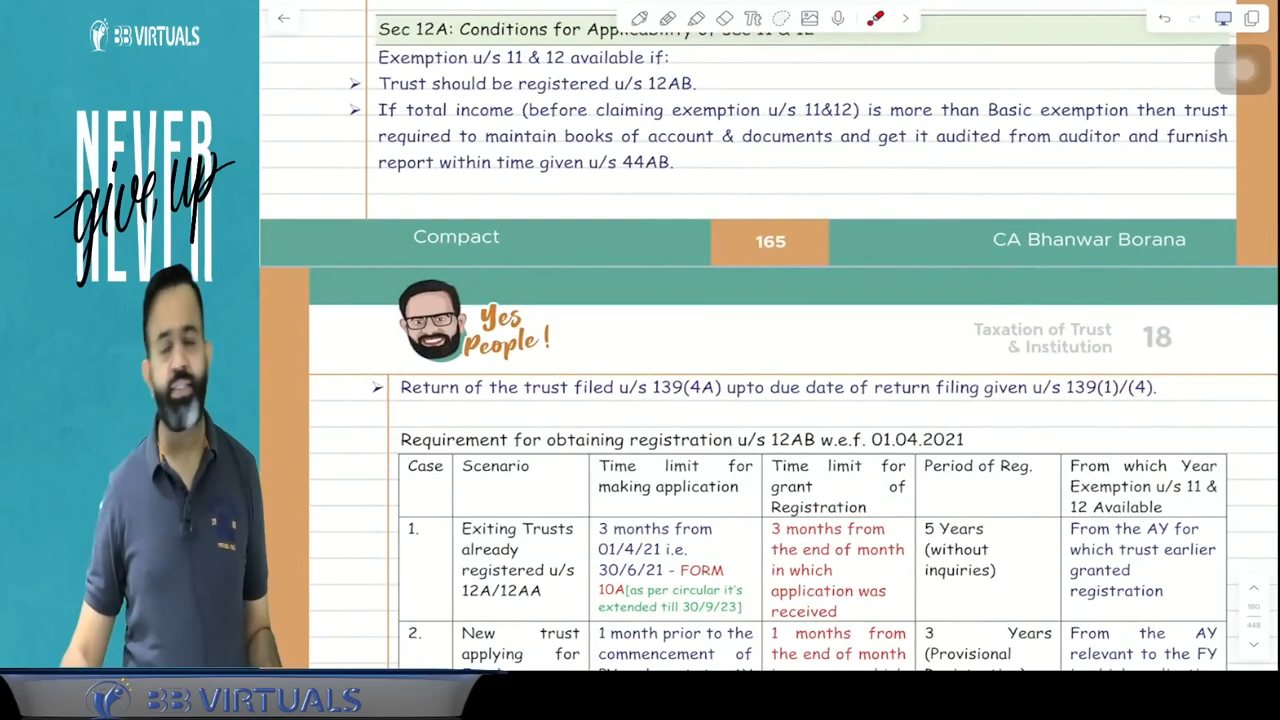 BB VIRTUALS
NEVER
give up
NEVER
Sec 12A: Conditions for Applicability of Sec 11 & 12
Exemption u/s 11 & 12 available if:
➢ Trust should be registered u/s 12AB.
➢ If total income (before claiming exemption u/s 11&12) is more than Basic exemption then trust
required to maintain books of account & documents and get it audited from auditor and furnish
report within time given u/s 44AB.
Compact
165
CA Bhanwar Borana
Yes
People !
Taxation of Trust
& Institution
18
➢ Return of the trust filed u/s 139(4A) upto due date of return filing given u/s 139(1)/(4).
Requirement for obtaining registration u/s 12AB w.e.f. 01.04.2021
Case
Scenario
Time limit for
making application
Time limit for
grant of
Registration
Period of Reg.
From which Year
Exemption u/s 11 &
12 Available
1.
Exiting Trusts
already
registered u/s
12A/12AA
3 months from
01/4/21 i.e.
30/6/21 - FORM
10A[as per circular it's
extended till 30/9/23]
3 months from
the end of month
in which
application was
received
5 Years
(without
inquiries)
From the AY for
which trust earlier
granted
registration
2.
New trust
applying for
1 month prior to the
commencement of
1 months from
the end of month
3 Years
(Provisional
From the AY
relevant to the FY
180
448
BB VIRTUALS